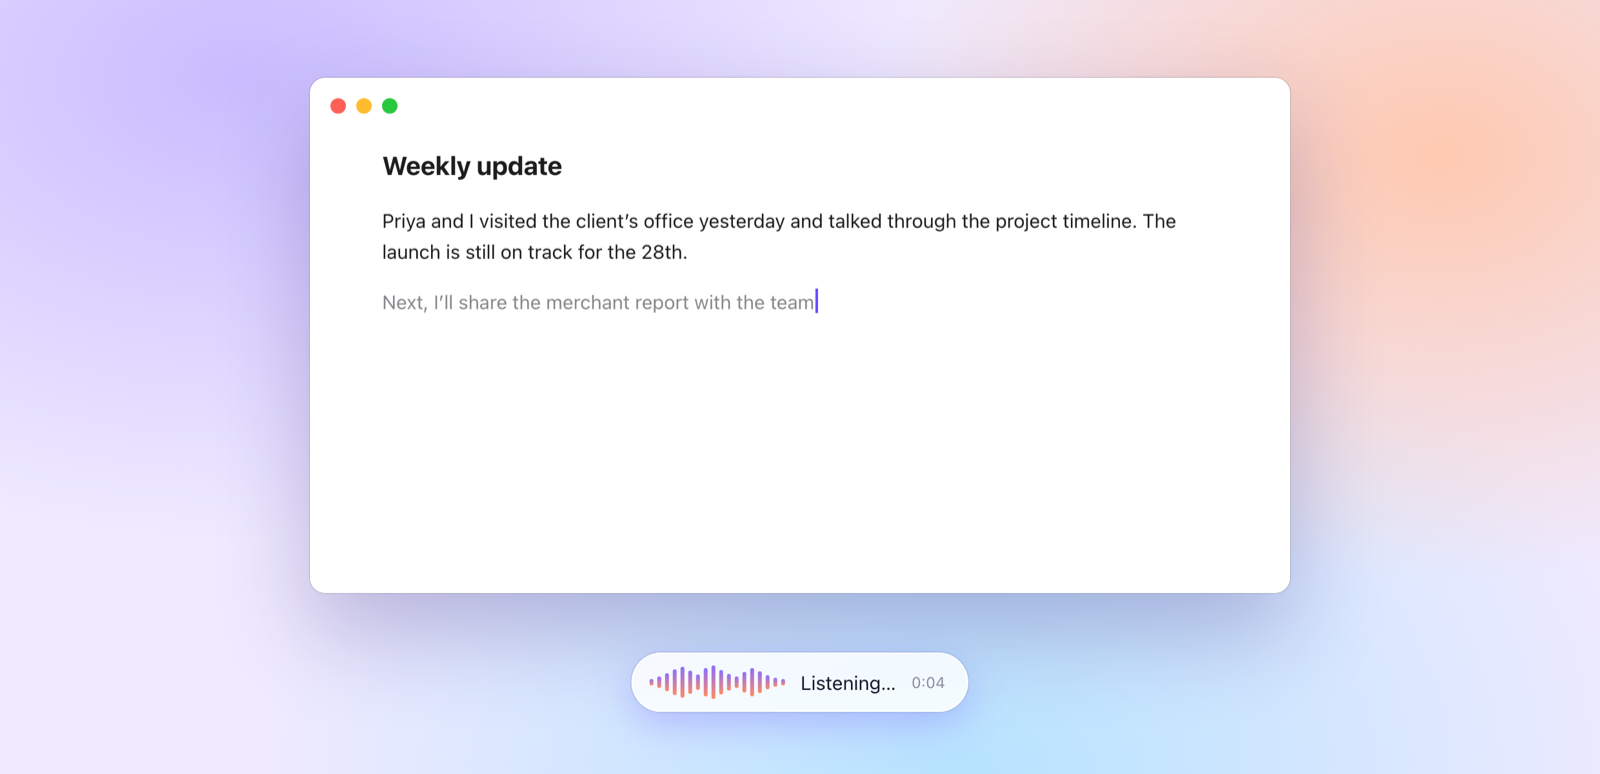 Weekly update
Priya and I visited the client’s office yesterday and talked through the project timeline. The
launch is still on track for the 28th.
Next, I’ll share the merchant report with the team
Listening... 0:04